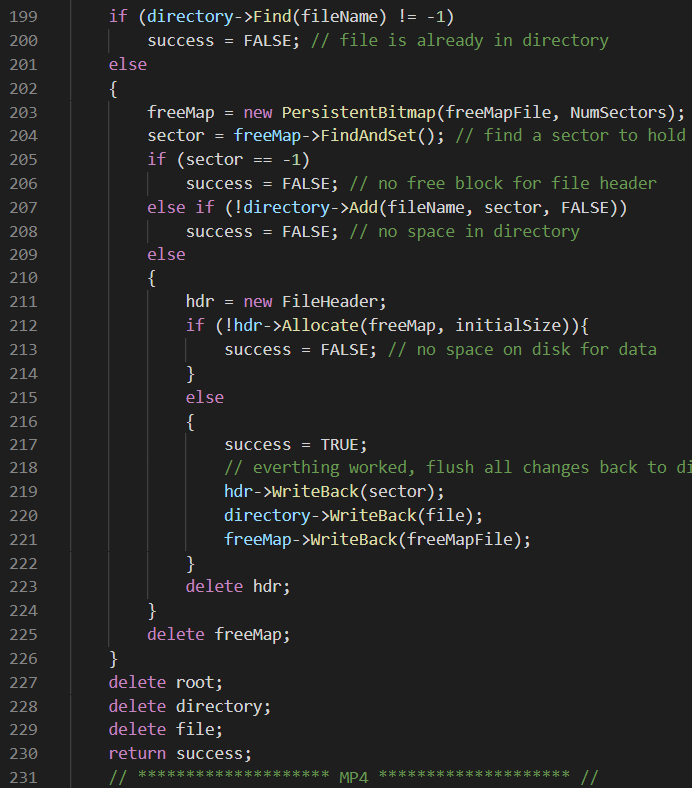 199 if (directory->Find(fileName) != -1)
200 success = FALSE; // file is already in directory
201 else
202 {
203 freeMap = new PersistentBitmap(freeMapFile, NumSectors);
204 sector = freeMap->FindAndSet(); // find a sector to hold
205 if (sector == -1)
206 success = FALSE; // no free block for file header
207 else if (!directory->Add(fileName, sector, FALSE))
208 success = FALSE; // no space in directory
209 else
210 {
211 hdr = new FileHeader;
212 if (!hdr->Allocate(freeMap, initialSize)){
213 success = FALSE; // no space on disk for data
214 }
215 else
216 {
217 success = TRUE;
218 // everthing worked, flush all changes back to di
219 hdr->WriteBack(sector);
220 directory->WriteBack(file);
221 freeMap->WriteBack(freeMapFile);
222 }
223 delete hdr;
224 }
225 delete freeMap;
226 }
227 delete root;
228 delete directory;
229 delete file;
230 return success;
231 // ******************** MP4 ******************** //